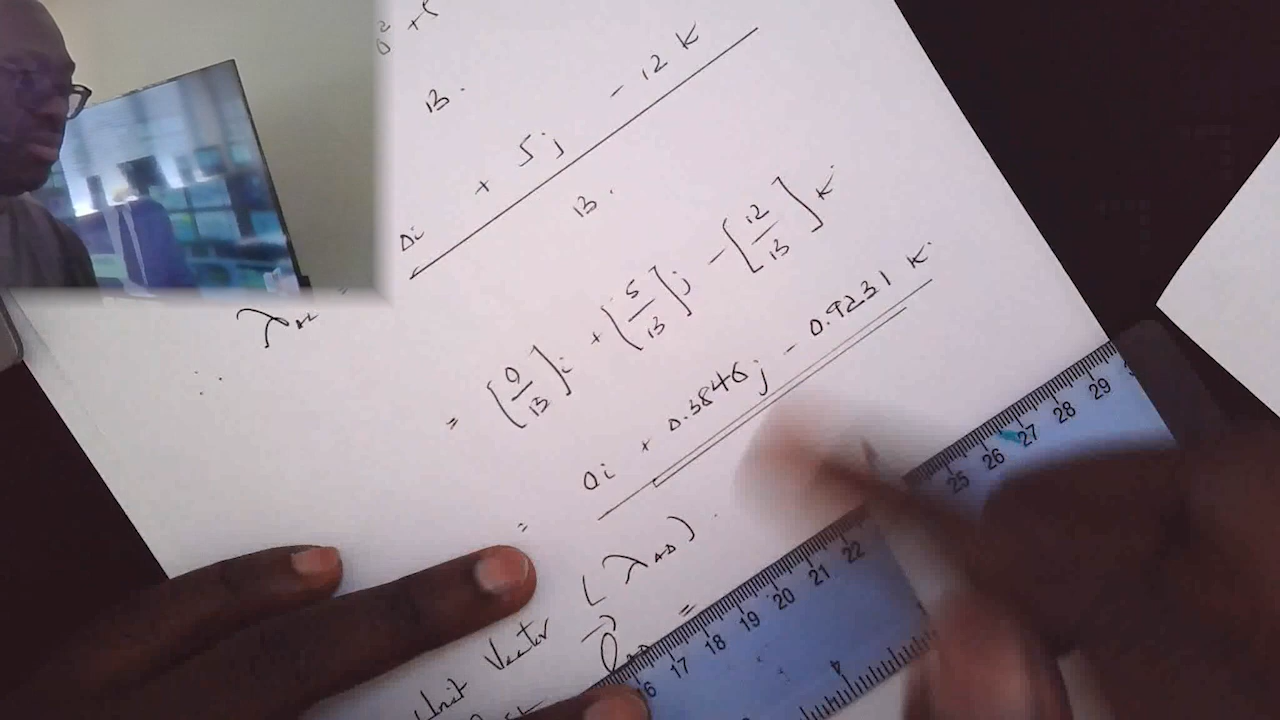 13.
0i + 5j - 12 k
13.
λ
= [0/13]i + [5/13]j - [12/13]k
= 0i + 0.3846j - 0.9231 k
Unit Vector (λAD).
=
16 17 18 19 20 21 22 25 26 27 28 29